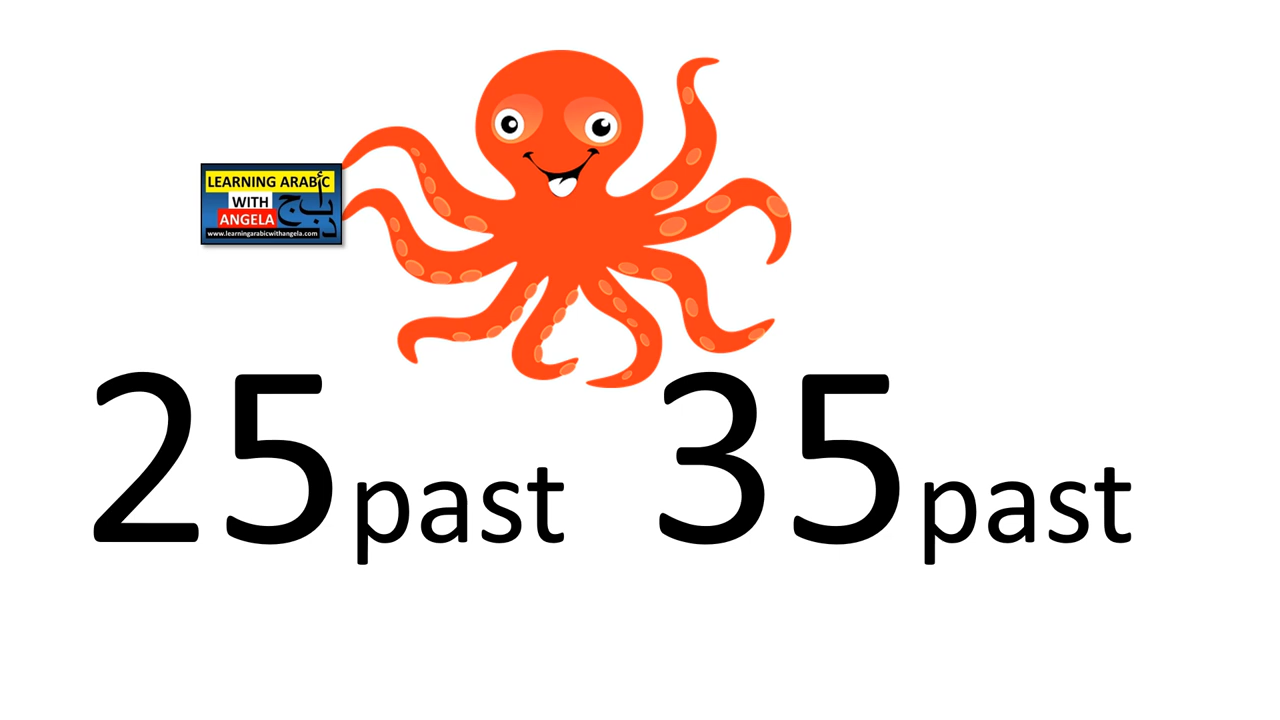 LEARNING ARABIC
WITH
ANGELA
أ ب ج د
www.learningarabicwithangela.com
25past 35past